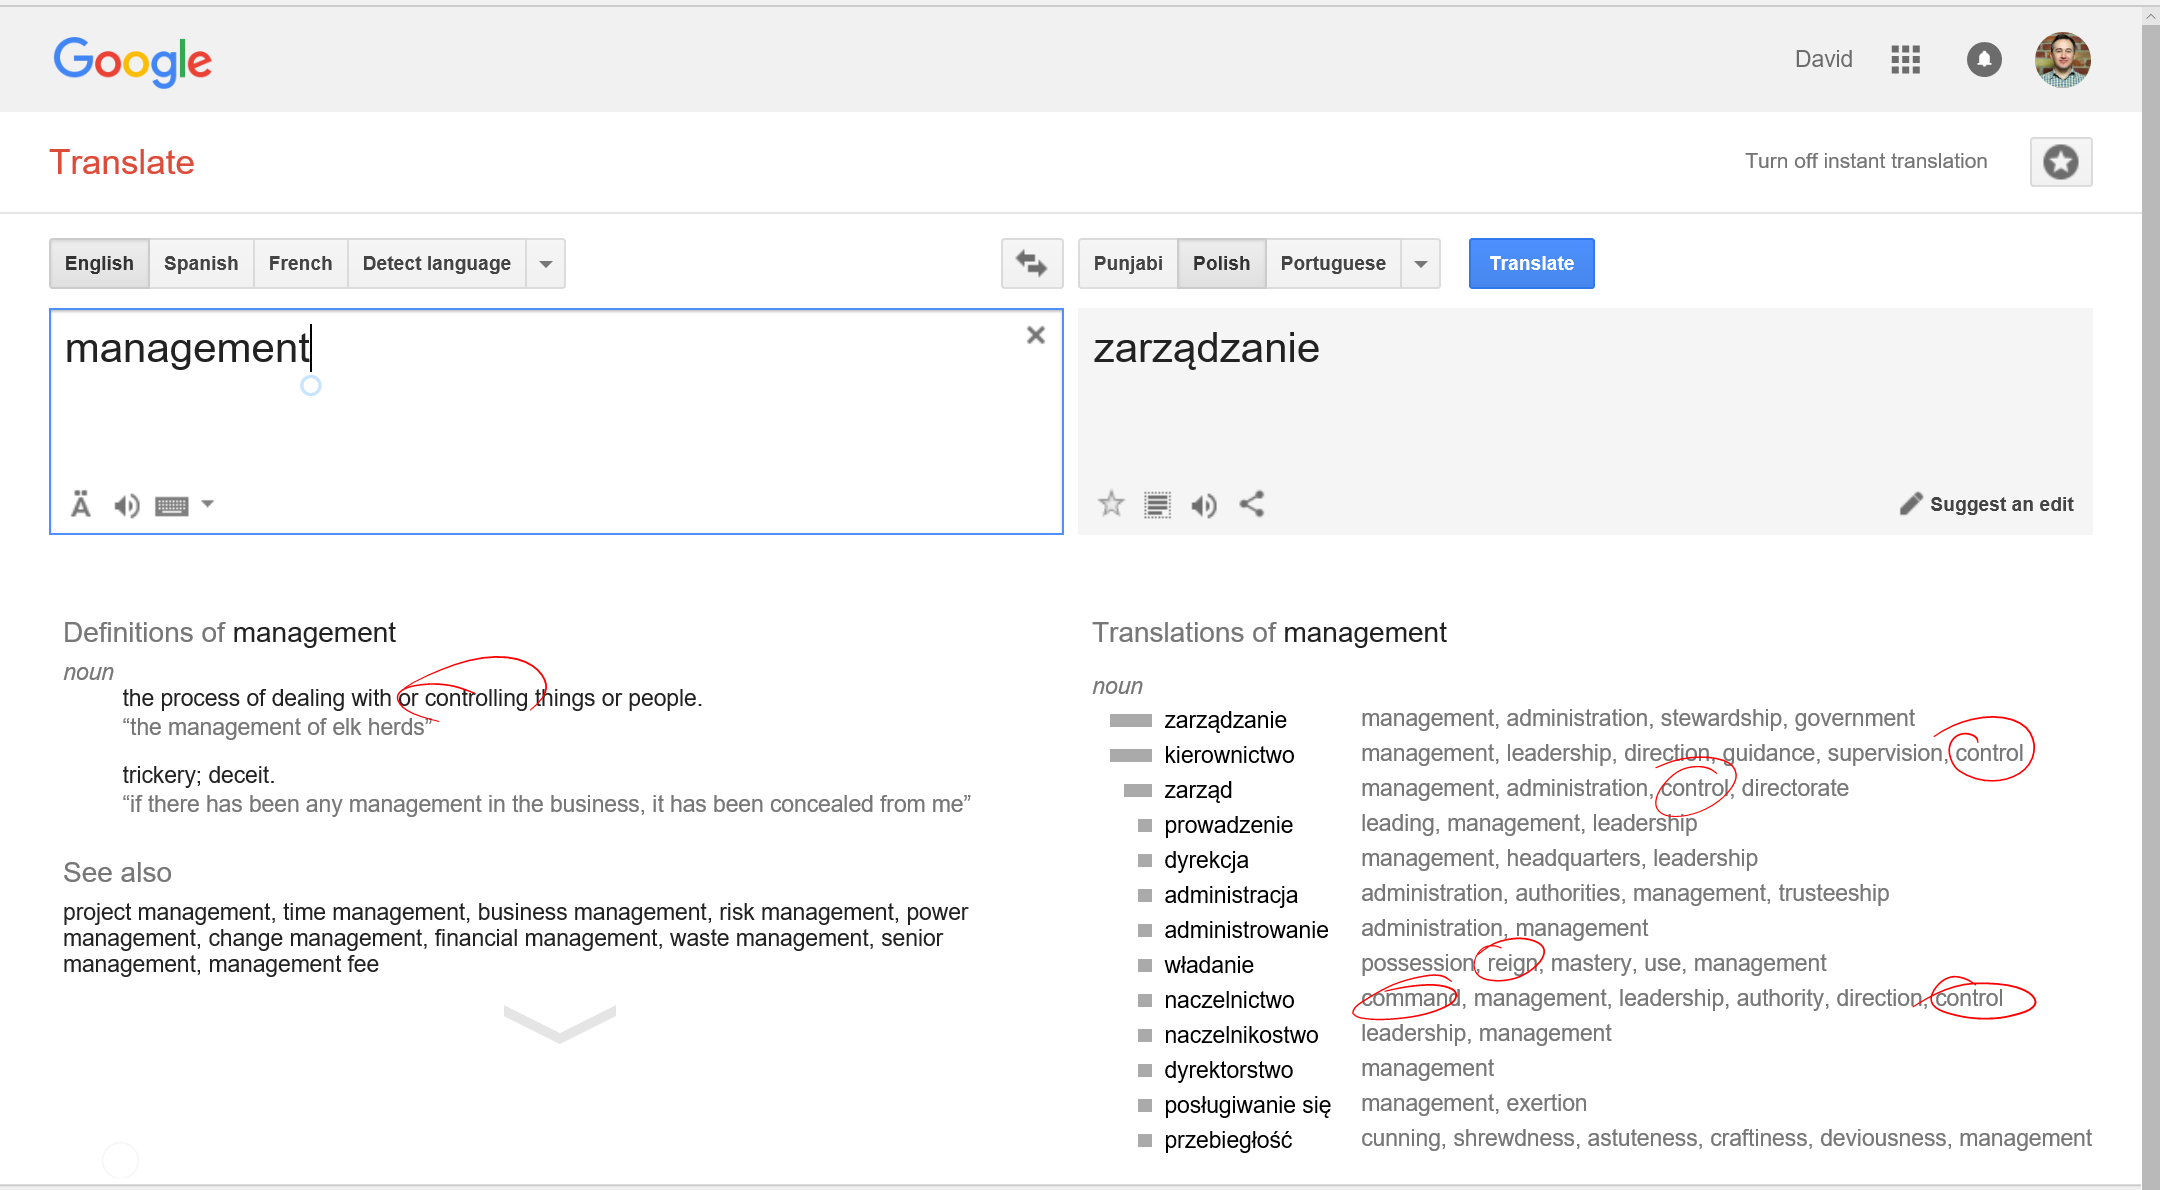 Google
David
Translate
Turn off instant translation
English Spanish French Detect language
Punjabi Polish Portuguese Translate
management
zarządzanie
Ä
Suggest an edit
Definitions of management
noun
the process of dealing with or controlling things or people.
“the management of elk herds”
trickery; deceit.
“if there has been any management in the business, it has been concealed from me”
See also
project management, time management, business management, risk management, power
management, change management, financial management, waste management, senior
management, management fee
Translations of management
noun
zarządzanie management, administration, stewardship, government
kierownictwo management, leadership, direction, guidance, supervision, control
zarząd management, administration, control, directorate
prowadzenie leading, management, leadership
dyrekcja management, headquarters, leadership
administracja administration, authorities, management, trusteeship
administrowanie administration, management
władanie possession, reign, mastery, use, management
naczelnictwo command, management, leadership, authority, direction, control
naczelnikostwo leadership, management
dyrektorstwo management
posługiwanie się management, exertion
przebiegłość cunning, shrewdness, astuteness, craftiness, deviousness, management